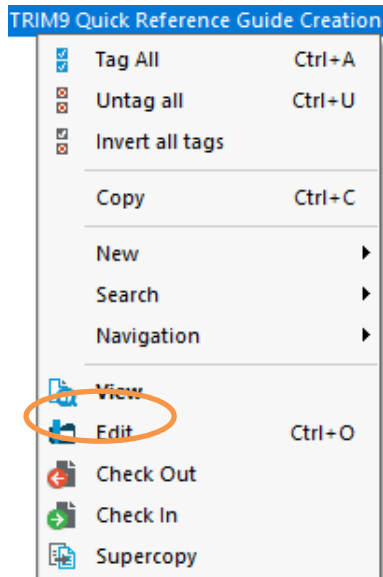 TRIM9 Quick Reference Guide Creation
Tag All Ctrl+A
Untag all Ctrl+U
Invert all tags
Copy Ctrl+C
New
Search
Navigation
View
Edit Ctrl+O
Check Out
Check In
Supercopy